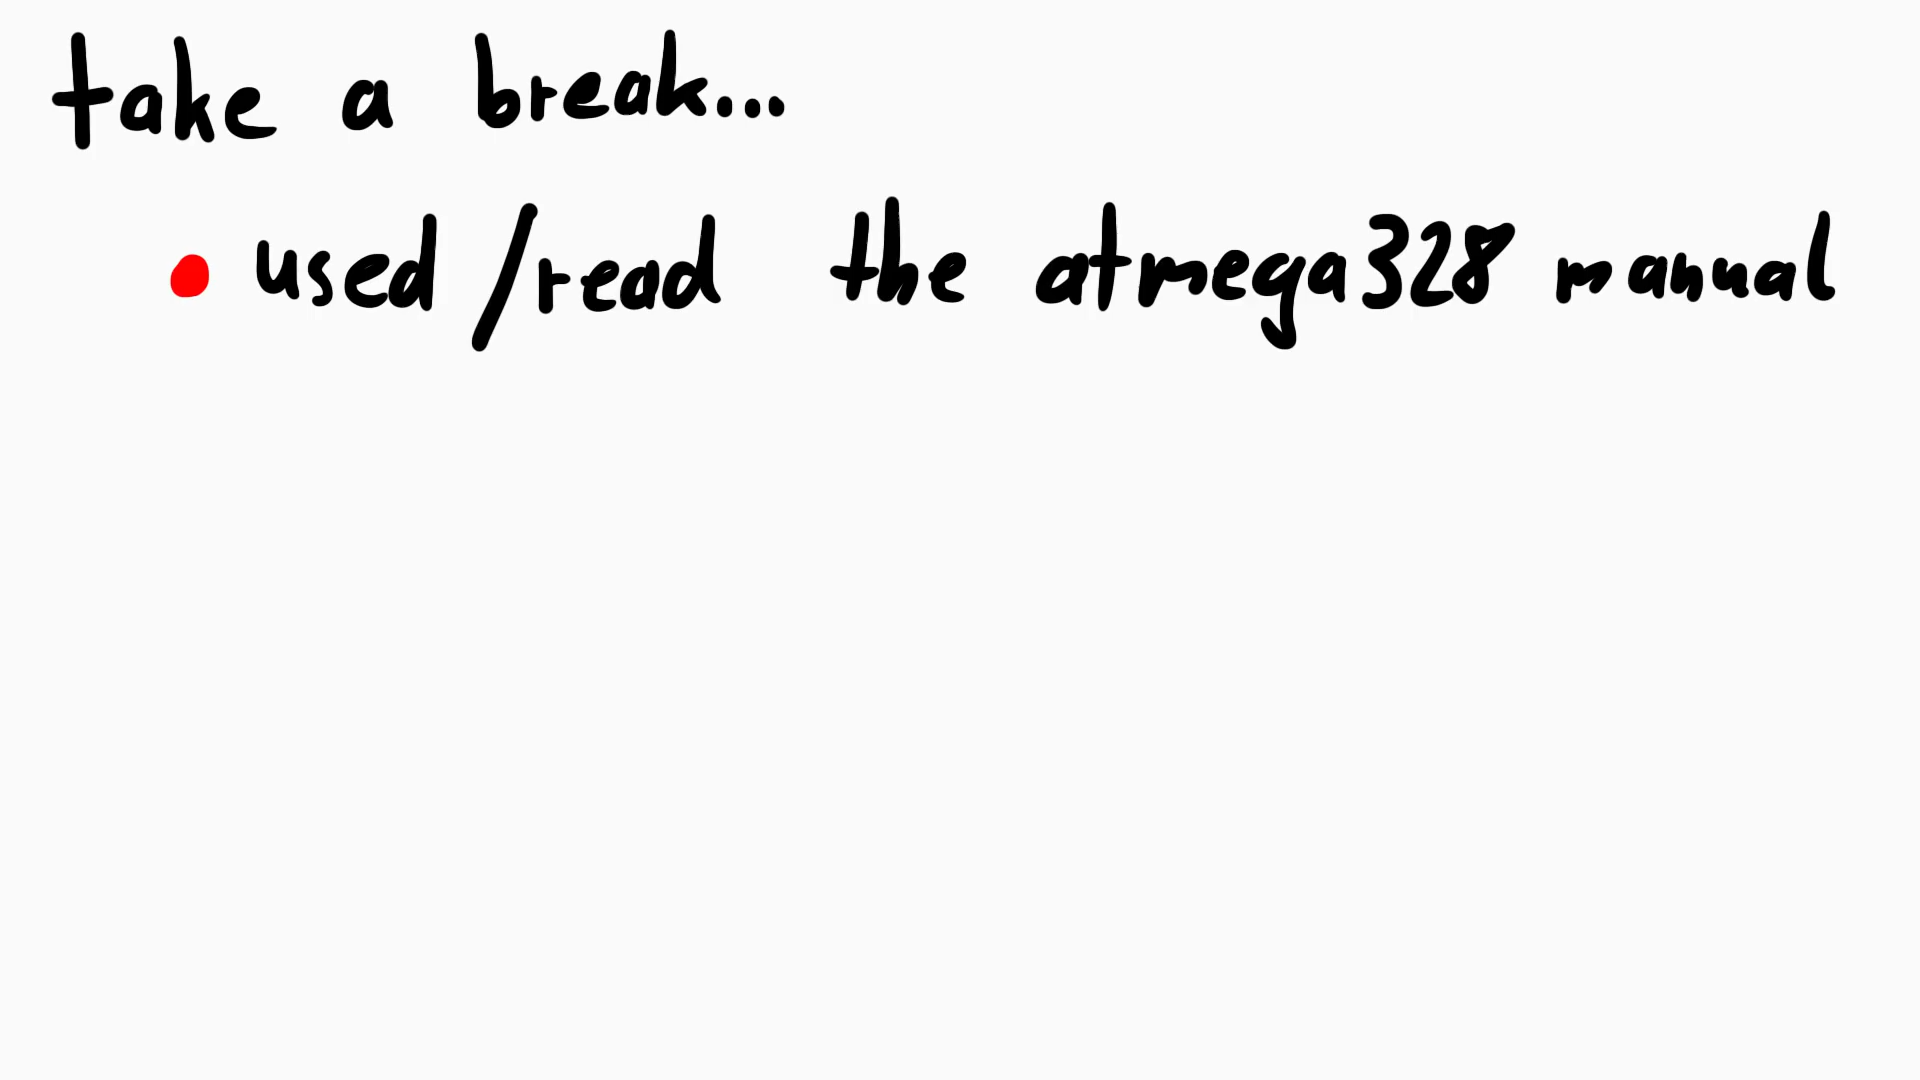 take a break...
• used/read the atmega328 manual